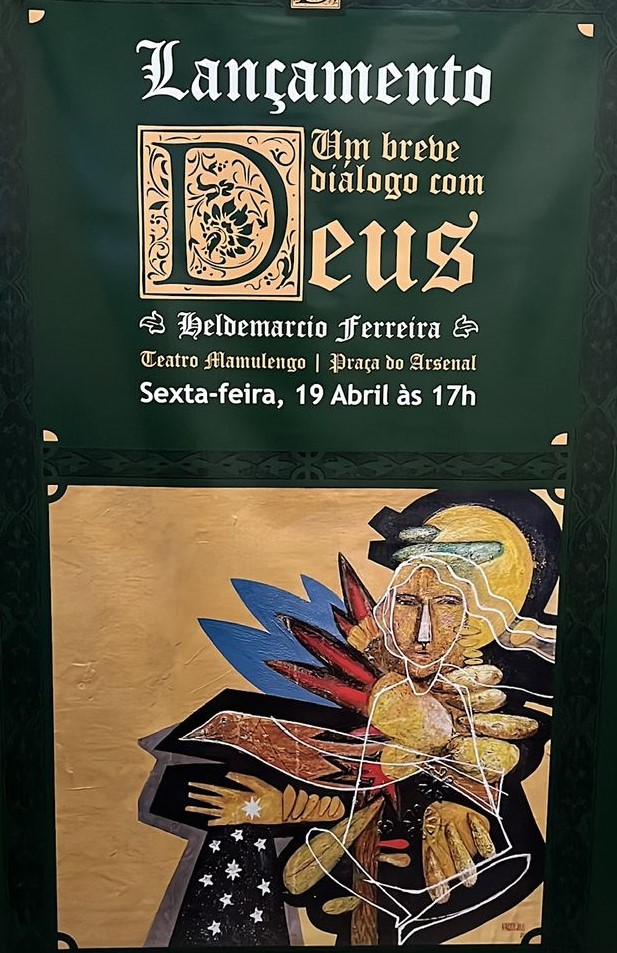 Lançamento
Um breve
diálogo com
Deus
Heldemarcio Ferreira
Teatro Mamulengo | Praça do Arsenal
Sexta-feira, 19 Abril às 17h